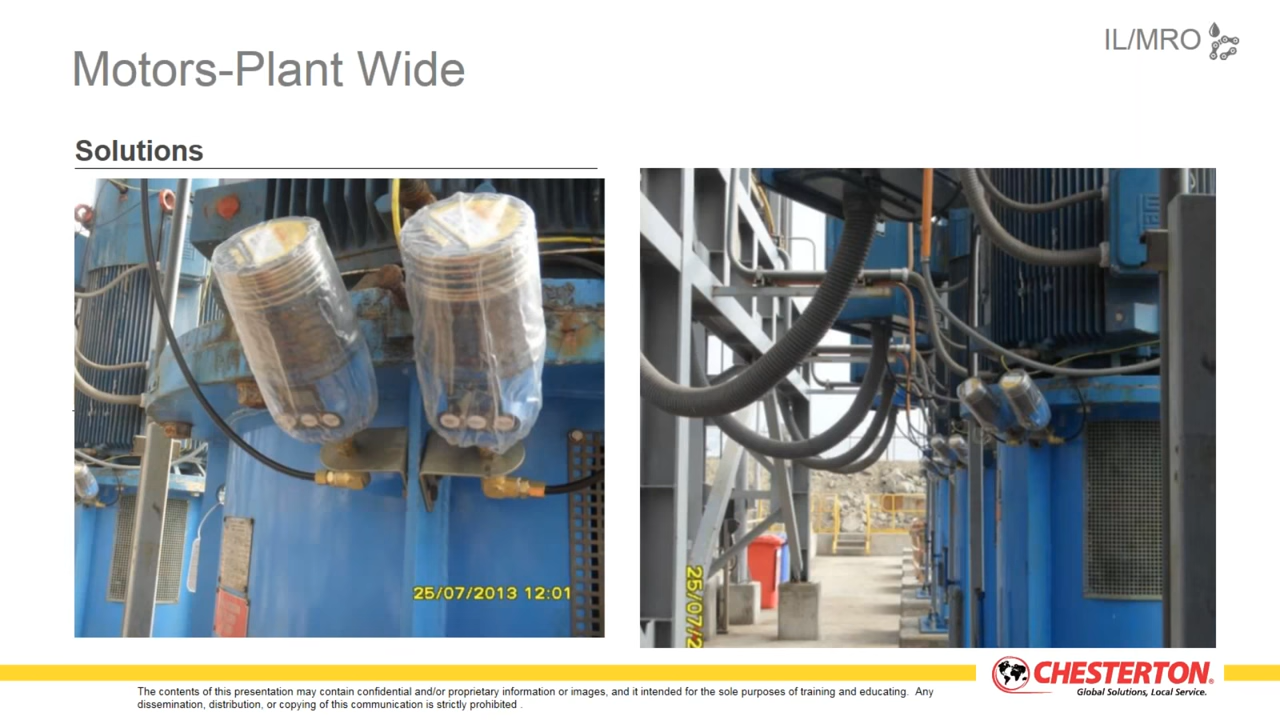 IL/MRO
Motors-Plant Wide
Solutions
25/07/2013 12:01
25/07/2
CHESTERTON®
Global Solutions, Local Service.
The contents of this presentation may contain confidential and/or proprietary information or images, and it intended for the sole purposes of training and educating. Any
dissemination, distribution, or copying of this communication is strictly prohibited .